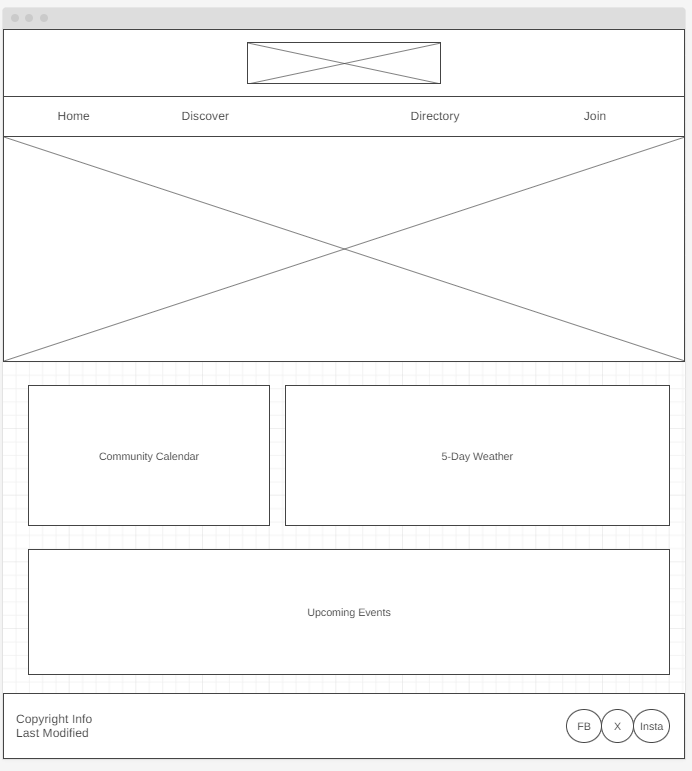 Home Discover Directory Join
Community Calendar
5-Day Weather
Upcoming Events
Copyright Info
Last Modified
FB X Insta